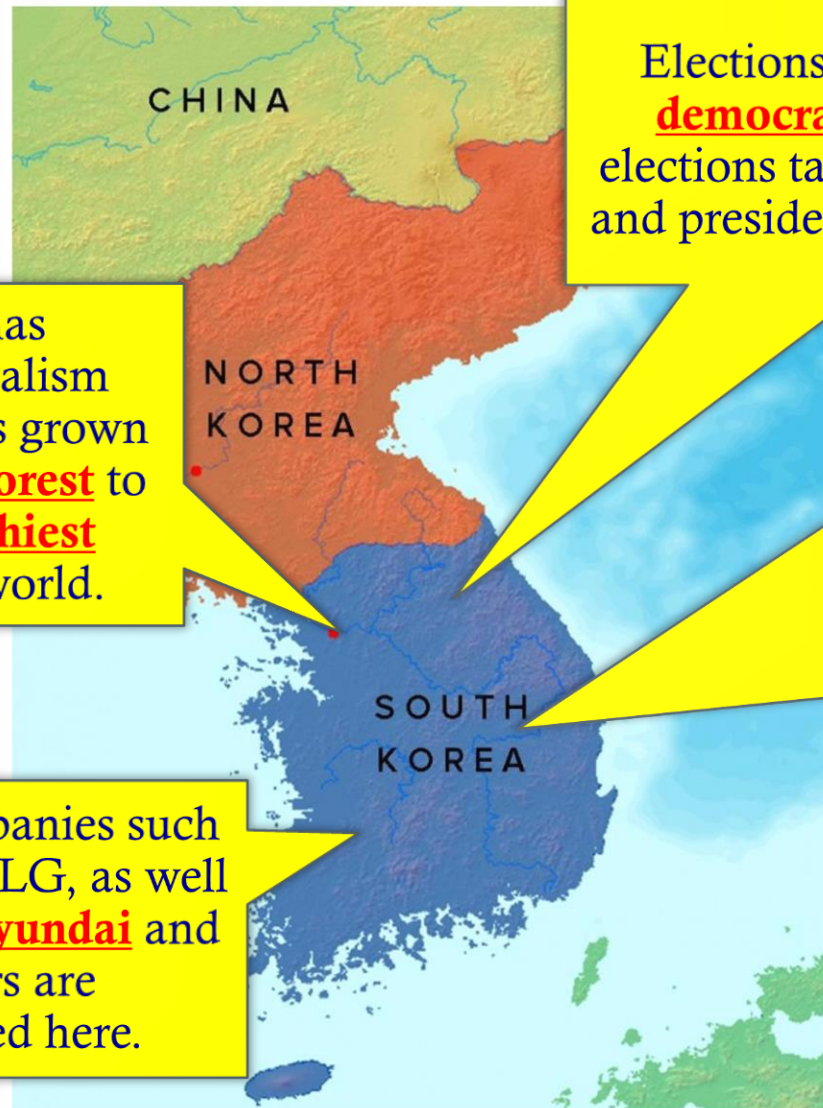 CHINA
Elections
democra
elections ta
and preside
has
alism
s grown
orest to
hiest
world.
NORTH
KOREA
SOUTH
KOREA
panies such
LG, as well
yundai and
rs are
ed here.